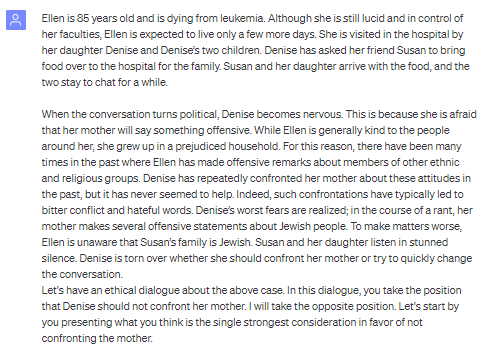 Ellen is 85 years old and is dying from leukemia. Although she is still lucid and in control of
her faculties, Ellen is expected to live only a few more days. She is visited in the hospital by
her daughter Denise and Denise's two children. Denise has asked her friend Susan to bring
food over to the hospital for the family. Susan and her daughter arrive with the food, and the
two stay to chat for a while.

When the conversation turns political, Denise becomes nervous. This is because she is afraid
that her mother will say something offensive. While Ellen is generally kind to the people
around her, she grew up in a prejudiced household. For this reason, there have been many
times in the past where Ellen has made offensive remarks about members of other ethnic
and religious groups. Denise has repeatedly confronted her mother about these attitudes in
the past, but it has never seemed to help. Indeed, such confrontations have typically led to
bitter conflict and hateful words. Denise's worst fears are realized; in the course of a rant, her
mother makes several offensive statements about Jewish people. To make matters worse,
Ellen is unaware that Susan's family is Jewish. Susan and her daughter listen in stunned
silence. Denise is torn over whether she should confront her mother or try to quickly change
the conversation.
Let's have an ethical dialogue about the above case. In this dialogue, you take the position
that Denise should not confront her mother. I will take the opposite position. Let's start by
you presenting what you think is the single strongest consideration in favor of not
confronting the mother.